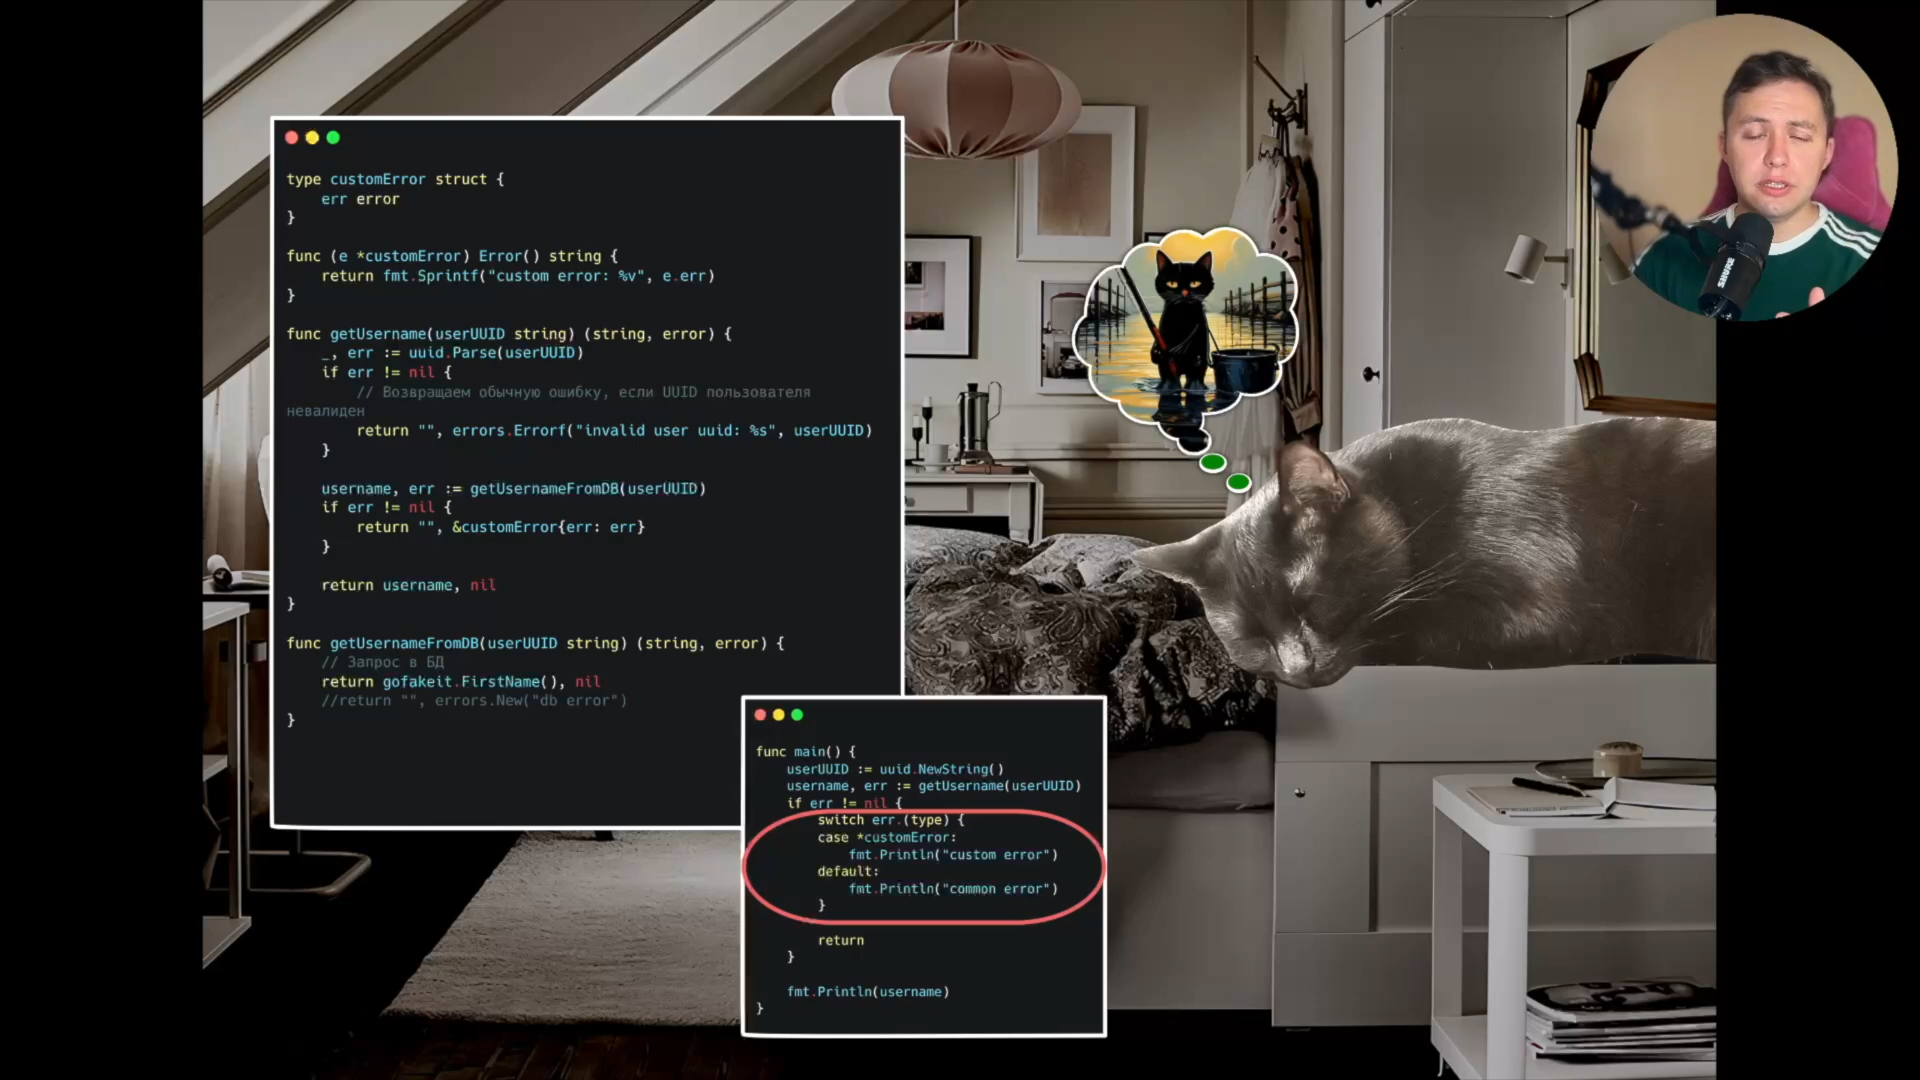 type customError struct {
    err error
}
func (e *customError) Error() string {
    return fmt.Sprintf("custom error: %v", e.err)
}
func getUsername(userUUID string) (string, error) {
    _, err := uuid.Parse(userUUID)
    if err != nil {
        // Возвращаем обычную ошибку, если UUID пользователя
невалиден
        return "", errors.Errorf("invalid user uuid: %s", userUUID)
    }
    username, err := getUsernameFromDB(userUUID)
    if err != nil {
        return "", &customError{err: err}
    }
    return username, nil
}
func getUsernameFromDB(userUUID string) (string, error) {
    // Запрос в БД
    return gofakeit.FirstName(), nil
    //return "", errors.New("db error")
}
func main() {
    userUUID := uuid.NewString()
    username, err := getUsername(userUUID)
    if err != nil {
        switch err.(type) {
        case *customError:
            fmt.Println("custom error")
        default:
            fmt.Println("common error")
        }
        return
    }
    fmt.Println(username)
}
SHURE